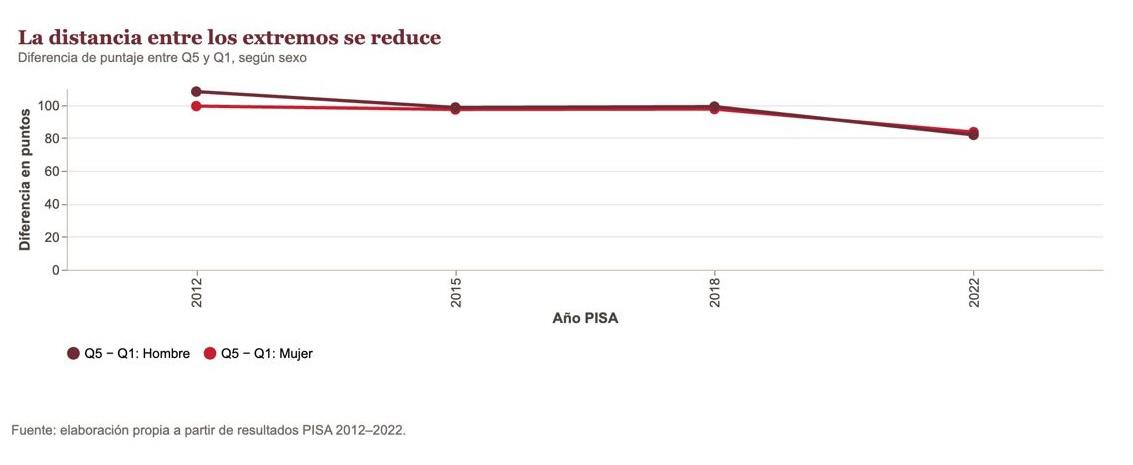 La distancia entre los extremos se reduce
Diferencia de puntaje entre Q5 y Q1, según sexo
Diferencia en puntos
100
80
60
40
20
0
2012
2015
2018
2022
Año PISA
Q5 − Q1: Hombre
Q5 − Q1: Mujer
Fuente: elaboración propia a partir de resultados PISA 2012–2022.